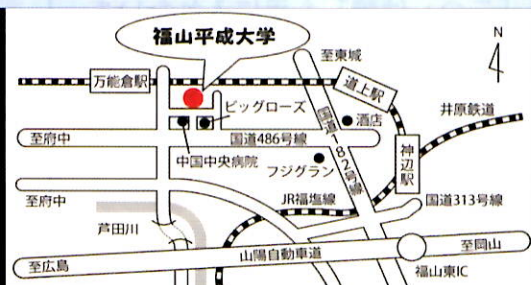 福山平成大学
N
至東城
万能倉駅
道上駅
ビッグローズ
酒店
井原鉄道
至府中
国道486号線
国道182号線
神辺駅
中国中央病院
フジグラン
至府中
JR福塩線
国道313号線
芦田川
山陽自動車道
至岡山
至広島
福山東IC